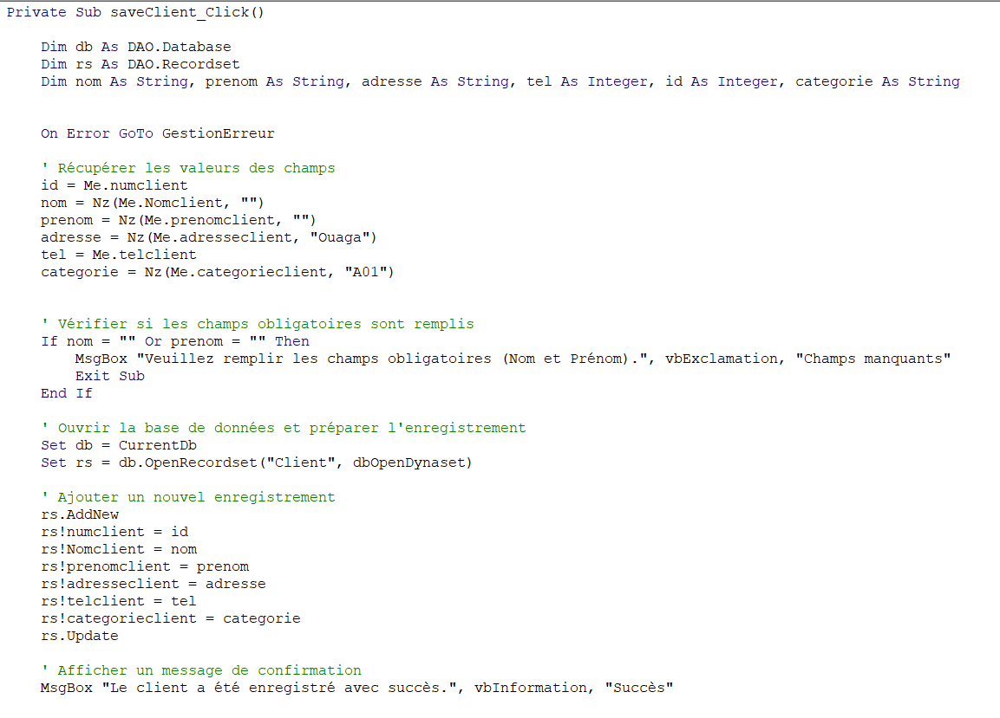 Private Sub saveClient_Click()
Dim db As DAO.Database
Dim rs As DAO.Recordset
Dim nom As String, prenom As String, adresse As String, tel As Integer, id As Integer, categorie As String
On Error GoTo GestionErreur
' Récupérer les valeurs des champs
id = Me.numclient
nom = Nz(Me.Nomclient, "")
prenom = Nz(Me.prenomclient, "")
adresse = Nz(Me.adresseclient, "Ouaga")
tel = Me.telclient
categorie = Nz(Me.categorieclient, "A01")
' Vérifier si les champs obligatoires sont remplis
If nom = "" Or prenom = "" Then
MsgBox "Veuillez remplir les champs obligatoires (Nom et Prénom).", vbExclamation, "Champs manquants"
Exit Sub
End If
' Ouvrir la base de données et préparer l'enregistrement
Set db = CurrentDb
Set rs = db.OpenRecordset("Client", dbOpenDynaset)
' Ajouter un nouvel enregistrement
rs.AddNew
rs!numclient = id
rs!Nomclient = nom
rs!prenomclient = prenom
rs!adresseclient = adresse
rs!telclient = tel
rs!categorieclient = categorie
rs.Update
' Afficher un message de confirmation
MsgBox "Le client a été enregistré avec succès.", vbInformation, "Succès"